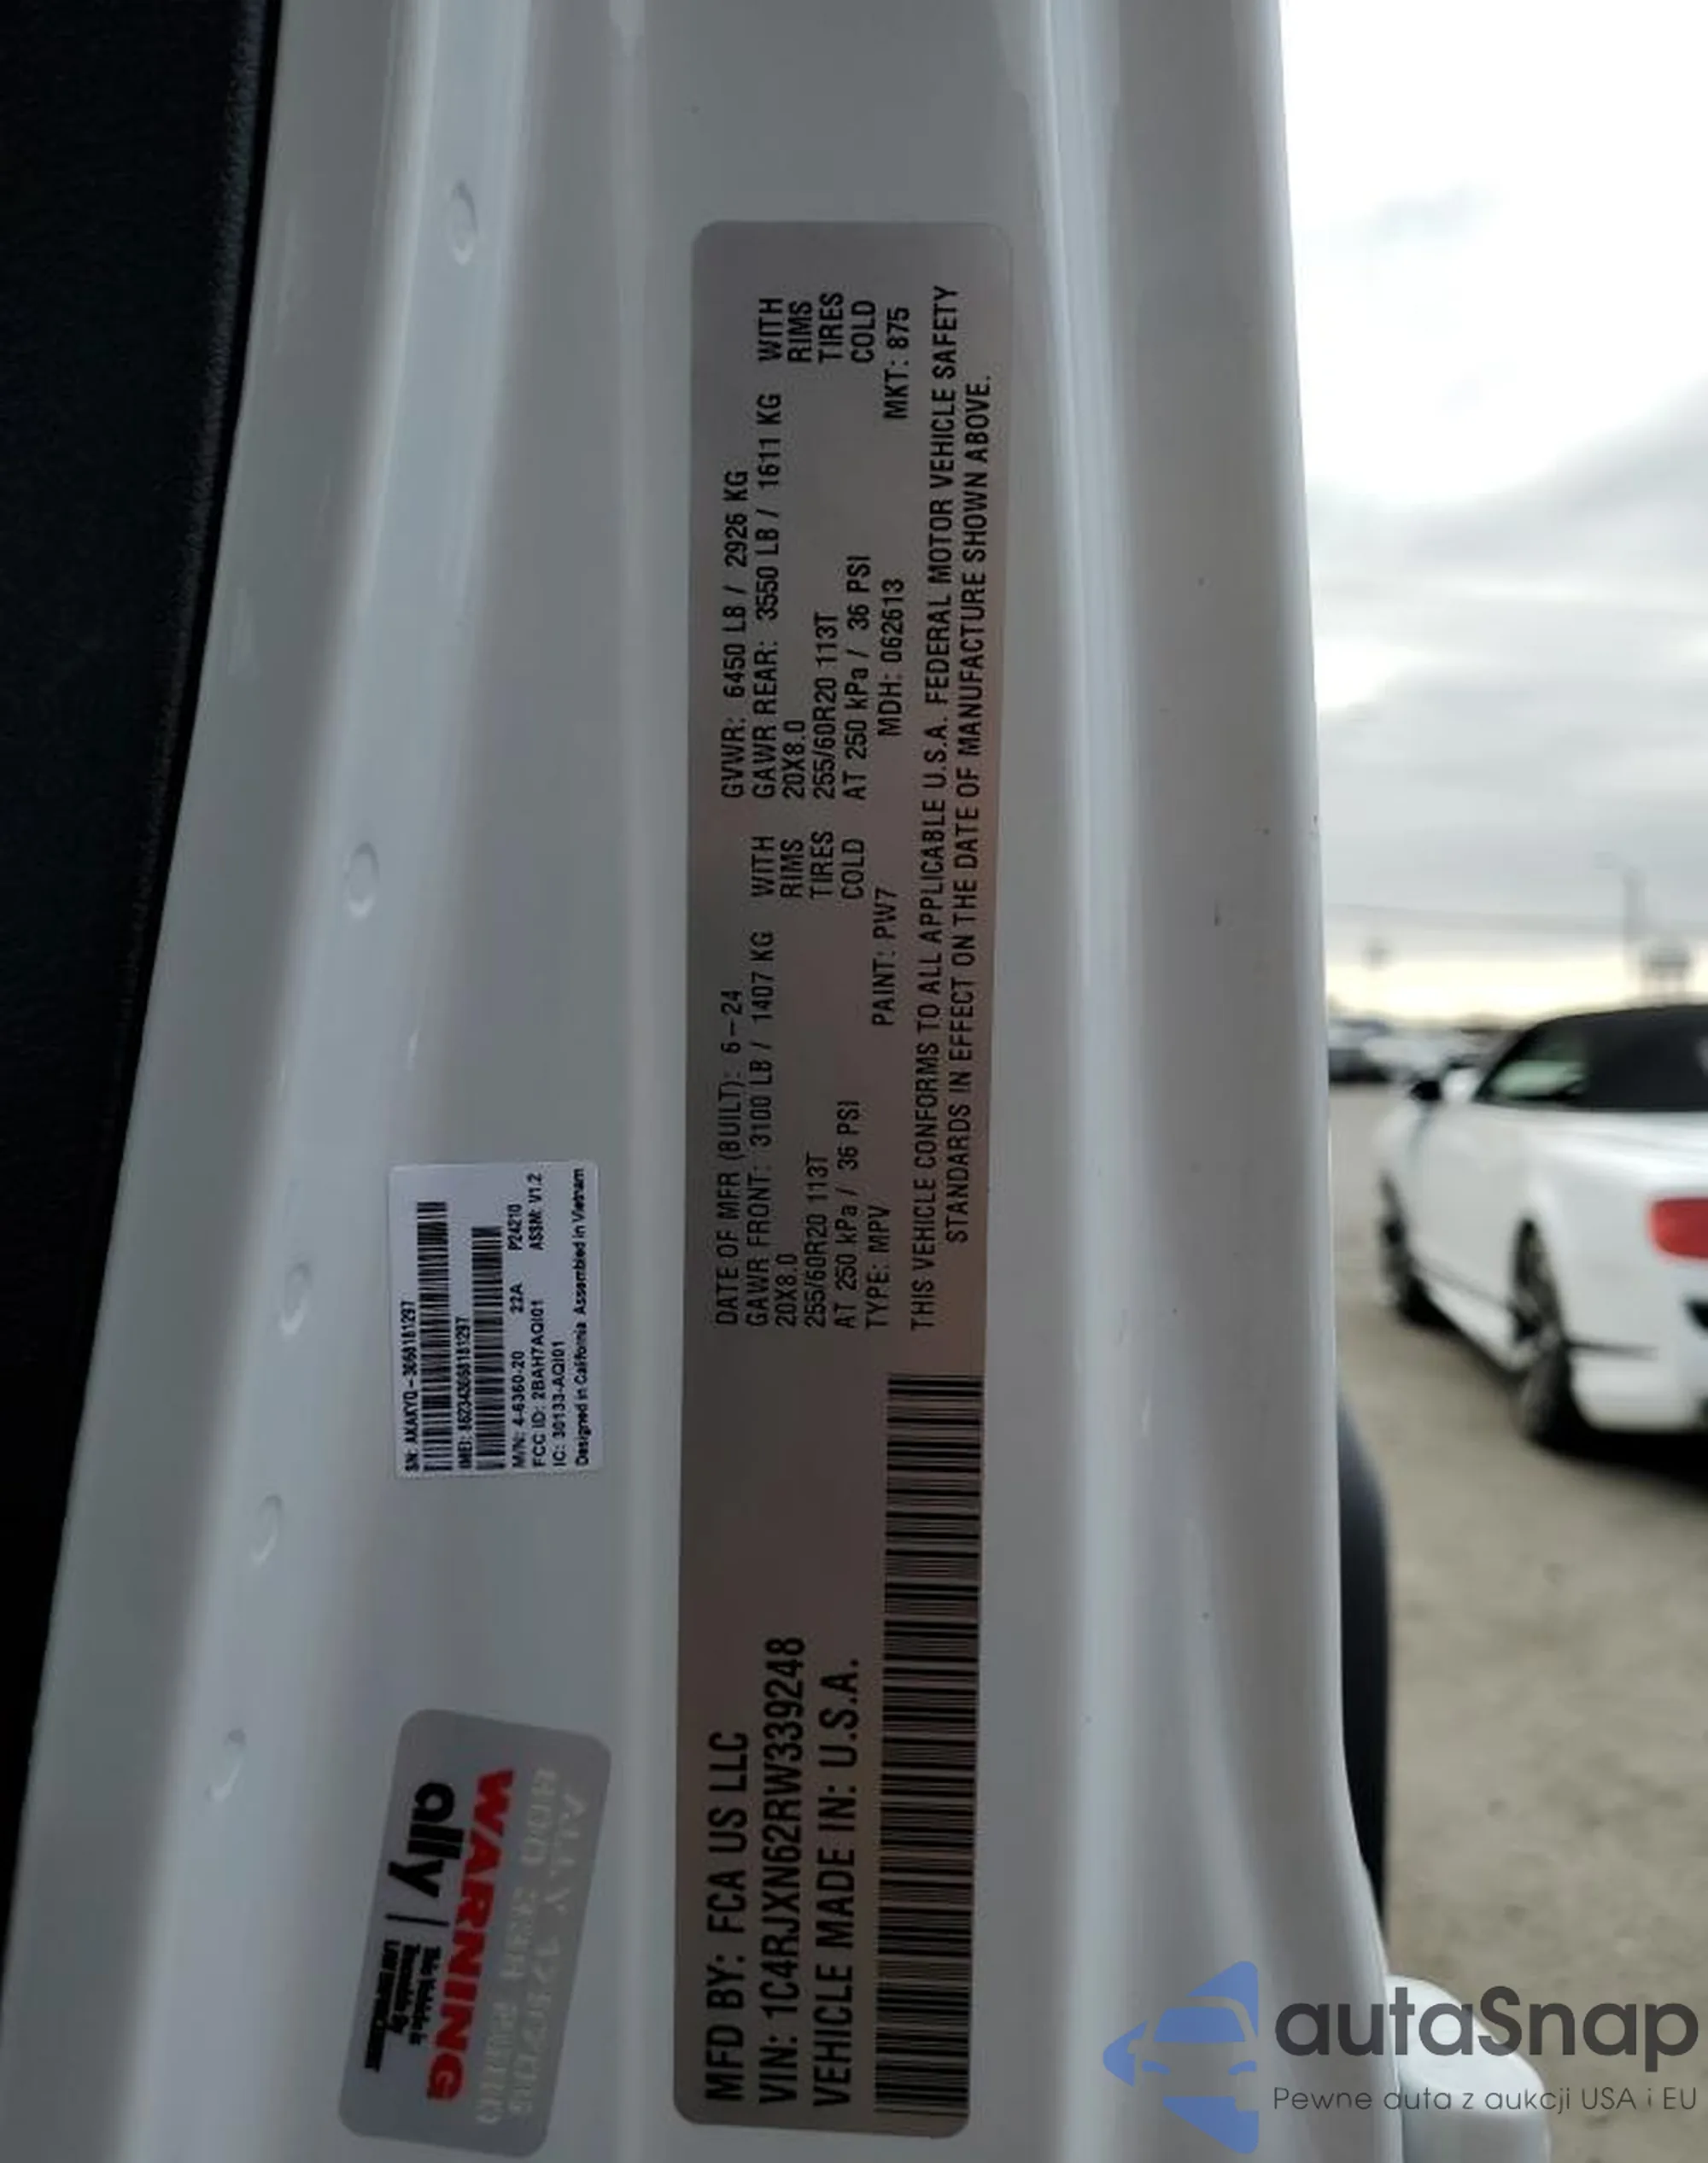 MFD BY: FCA US LLC
VIN: 1C4RJXN62RW339248
VEHICLE MADE IN: U.S.A.
DATE OF MFR (BUILT): 6-24
GAWR FRONT: 3100 LB / 1407 KG WITH
20X8.0 RIMS
255/60R20 113T TIRES
AT 250 kPa / 36 PSI COLD
GVWR: 6450 LB / 2926 KG
GAWR REAR: 3550 LB / 1611 KG WITH
20X8.0 RIMS
255/60R20 113T TIRES
AT 250 kPa / 36 PSI COLD
TYPE: MPV PAINT: PW7 MDH: 062613 MKT: 875
THIS VEHICLE CONFORMS TO ALL APPLICABLE U.S.A. FEDERAL MOTOR VEHICLE SAFETY
STANDARDS IN EFFECT ON THE DATE OF MANUFACTURE SHOWN ABOVE.
SN: AKAKYQ-3068181297
IMEI: 862343068181297
M/N: 4-6360-20 22A P24210
FCC ID: 2BAH7AQI01 ASSM: V1.2
IC: 30133-AQI01
Designed in California Assembled in Vietnam
ally
WARNING
autaSnap
Pewne auta z aukcji USA i EU